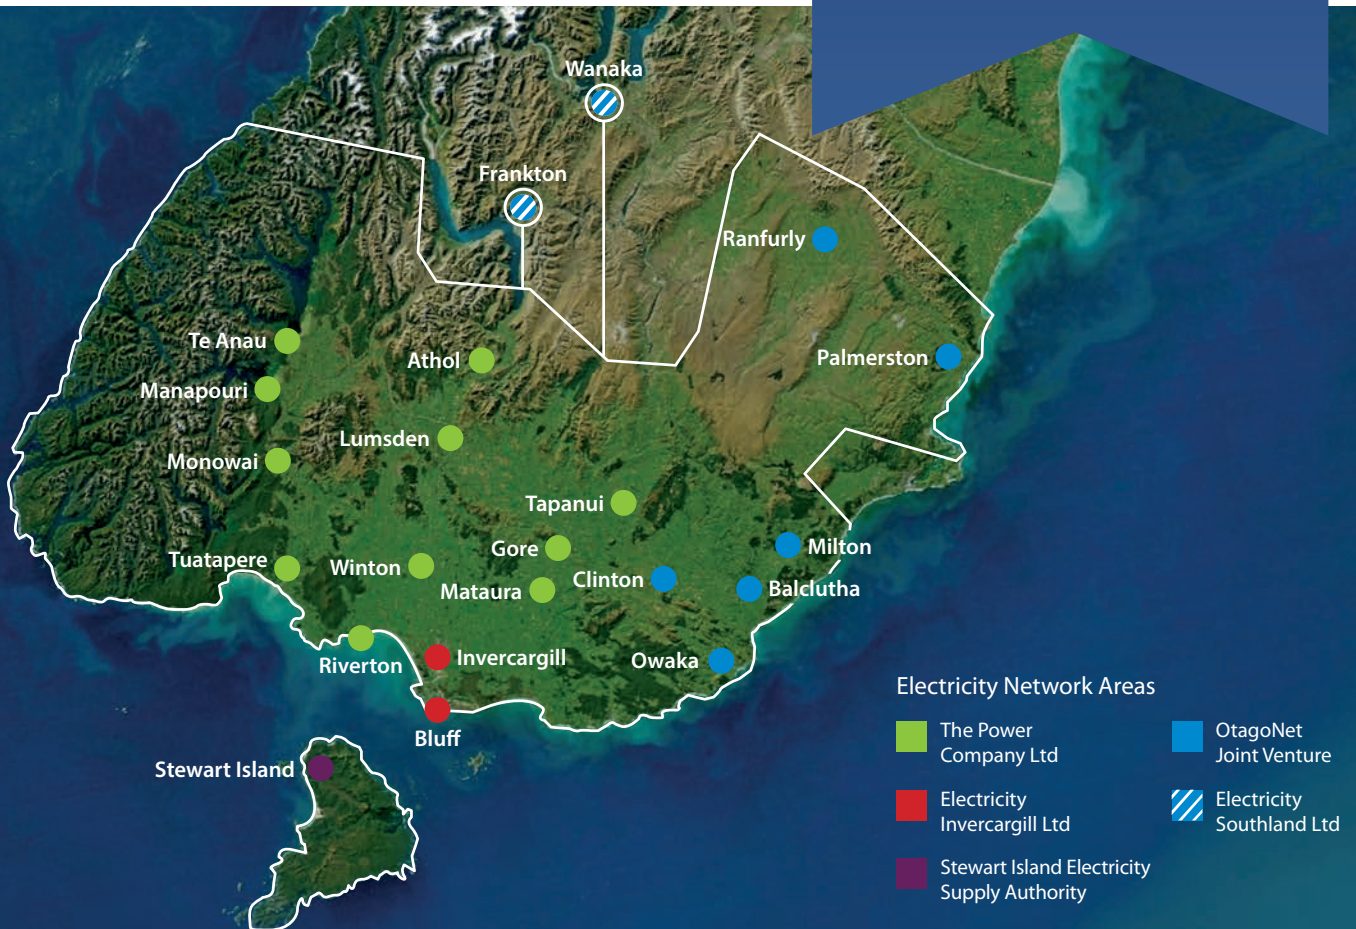 Wanaka
Frankton
Ranfurly
Te Anau
Athol
Palmerston
Manapouri
Lumsden
Monowai
Tapanui
Gore
Milton
Tuatapere
Winton
Clinton
Mataura
Balclutha
Riverton
Invercargill
Owaka
Bluff
Stewart Island
Electricity Network Areas
The Power
Company Ltd
OtagoNet
Joint Venture
Electricity
Invercargill Ltd
Electricity
Southland Ltd
Stewart Island Electricity
Supply Authority